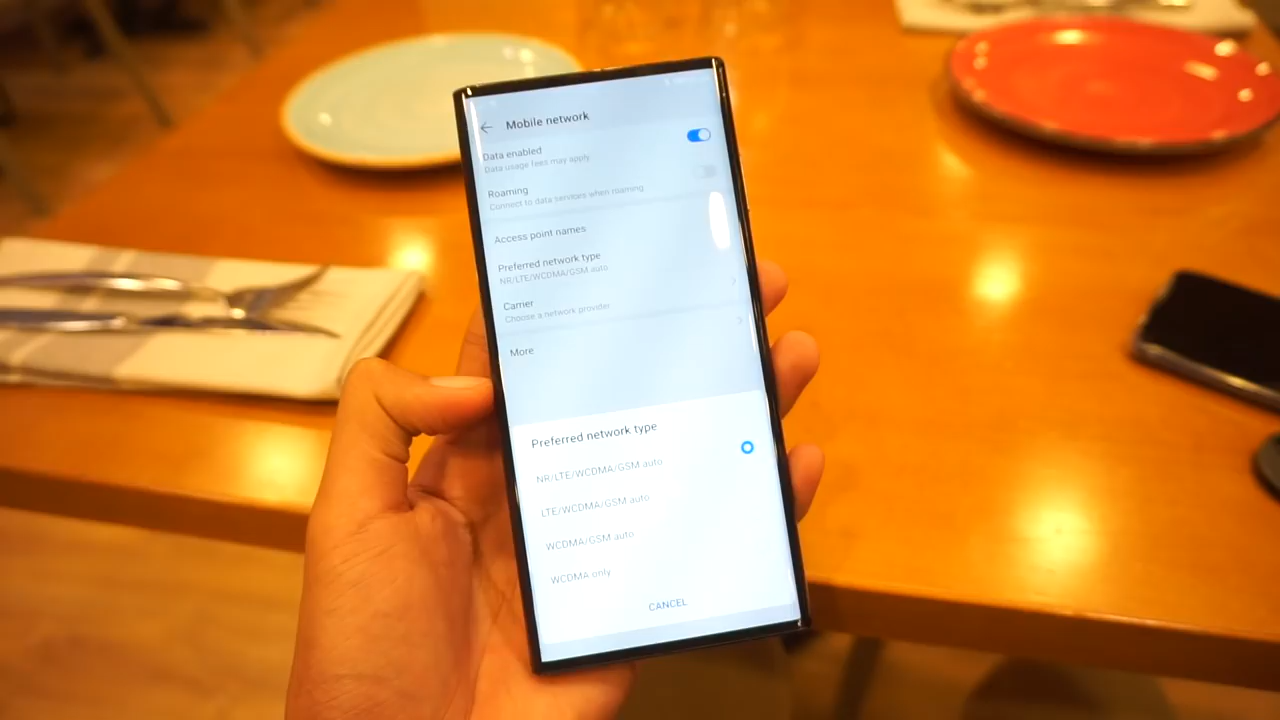 Mobile network
Data enabled
Data usage fees may apply
Roaming
Connect to data services when roaming
Access point names
Preferred network type
NR/LTE/WCDMA/GSM auto
Carrier
Choose a network provider
More
Preferred network type
NR/LTE/WCDMA/GSM auto
LTE/WCDMA/GSM auto
WCDMA/GSM auto
WCDMA only
CANCEL